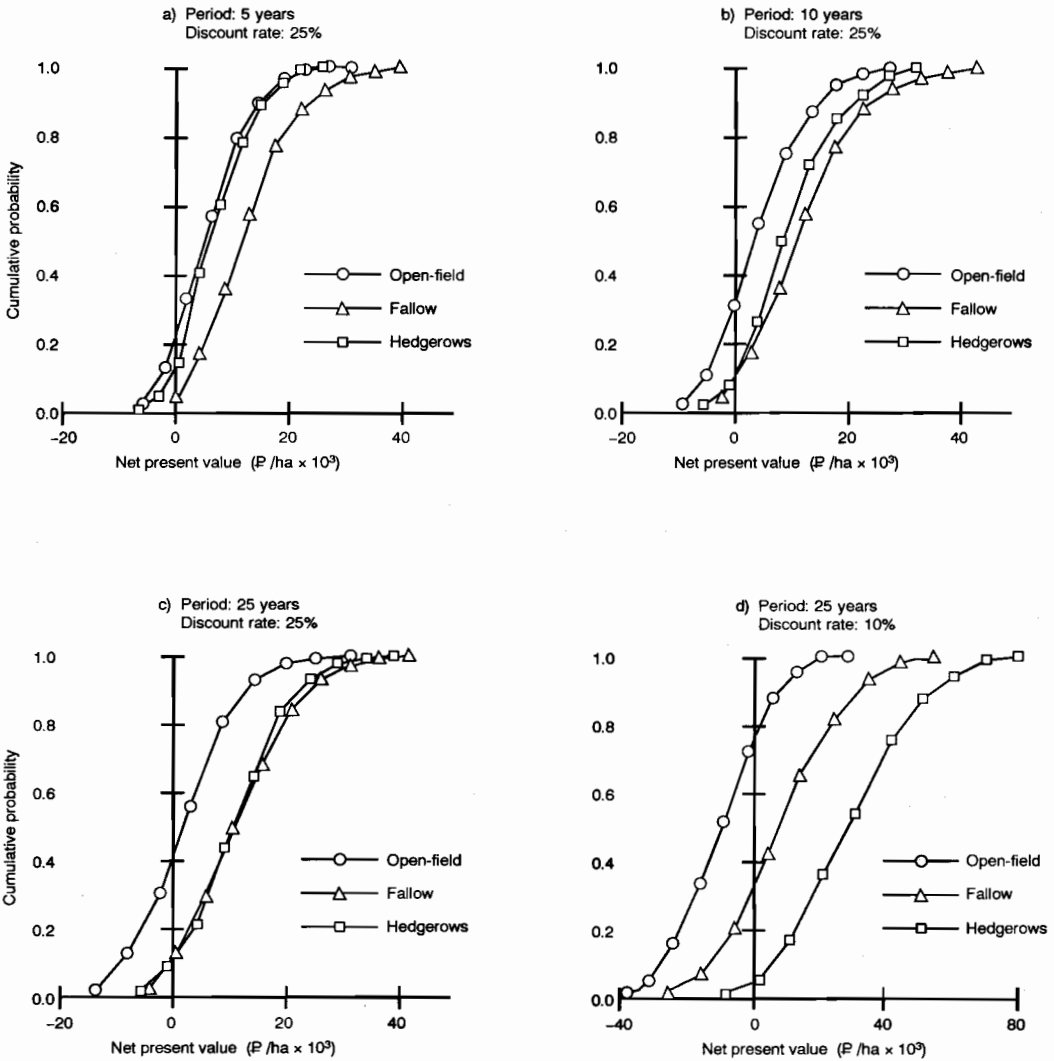 a) Period: 5 years
Discount rate: 25%
Cumulative probability
1.0
0.8
0.6
0.4
0.2
0.0
Open-field
Fallow
Hedgerows
−20
0
20
40
Net present value (₽/ha × 10³)
b) Period: 10 years
Discount rate: 25%
1.0
0.8
0.6
0.4
0.2
0.0
Open-field
Fallow
Hedgerows
−20
0
20
40
Net present value (₽/ha × 10³)
c) Period: 25 years
Discount rate: 25%
Cumulative probability
1.0
0.8
0.6
0.4
0.2
0.0
Open-field
Fallow
Hedgerows
−20
0
20
40
Net present value (₽/ha × 10³)
d) Period: 25 years
Discount rate: 10%
1.0
0.8
0.6
0.4
0.2
0.0
Open-field
Fallow
Hedgerows
−40
0
40
80
Net present value (₽/ha × 10³)